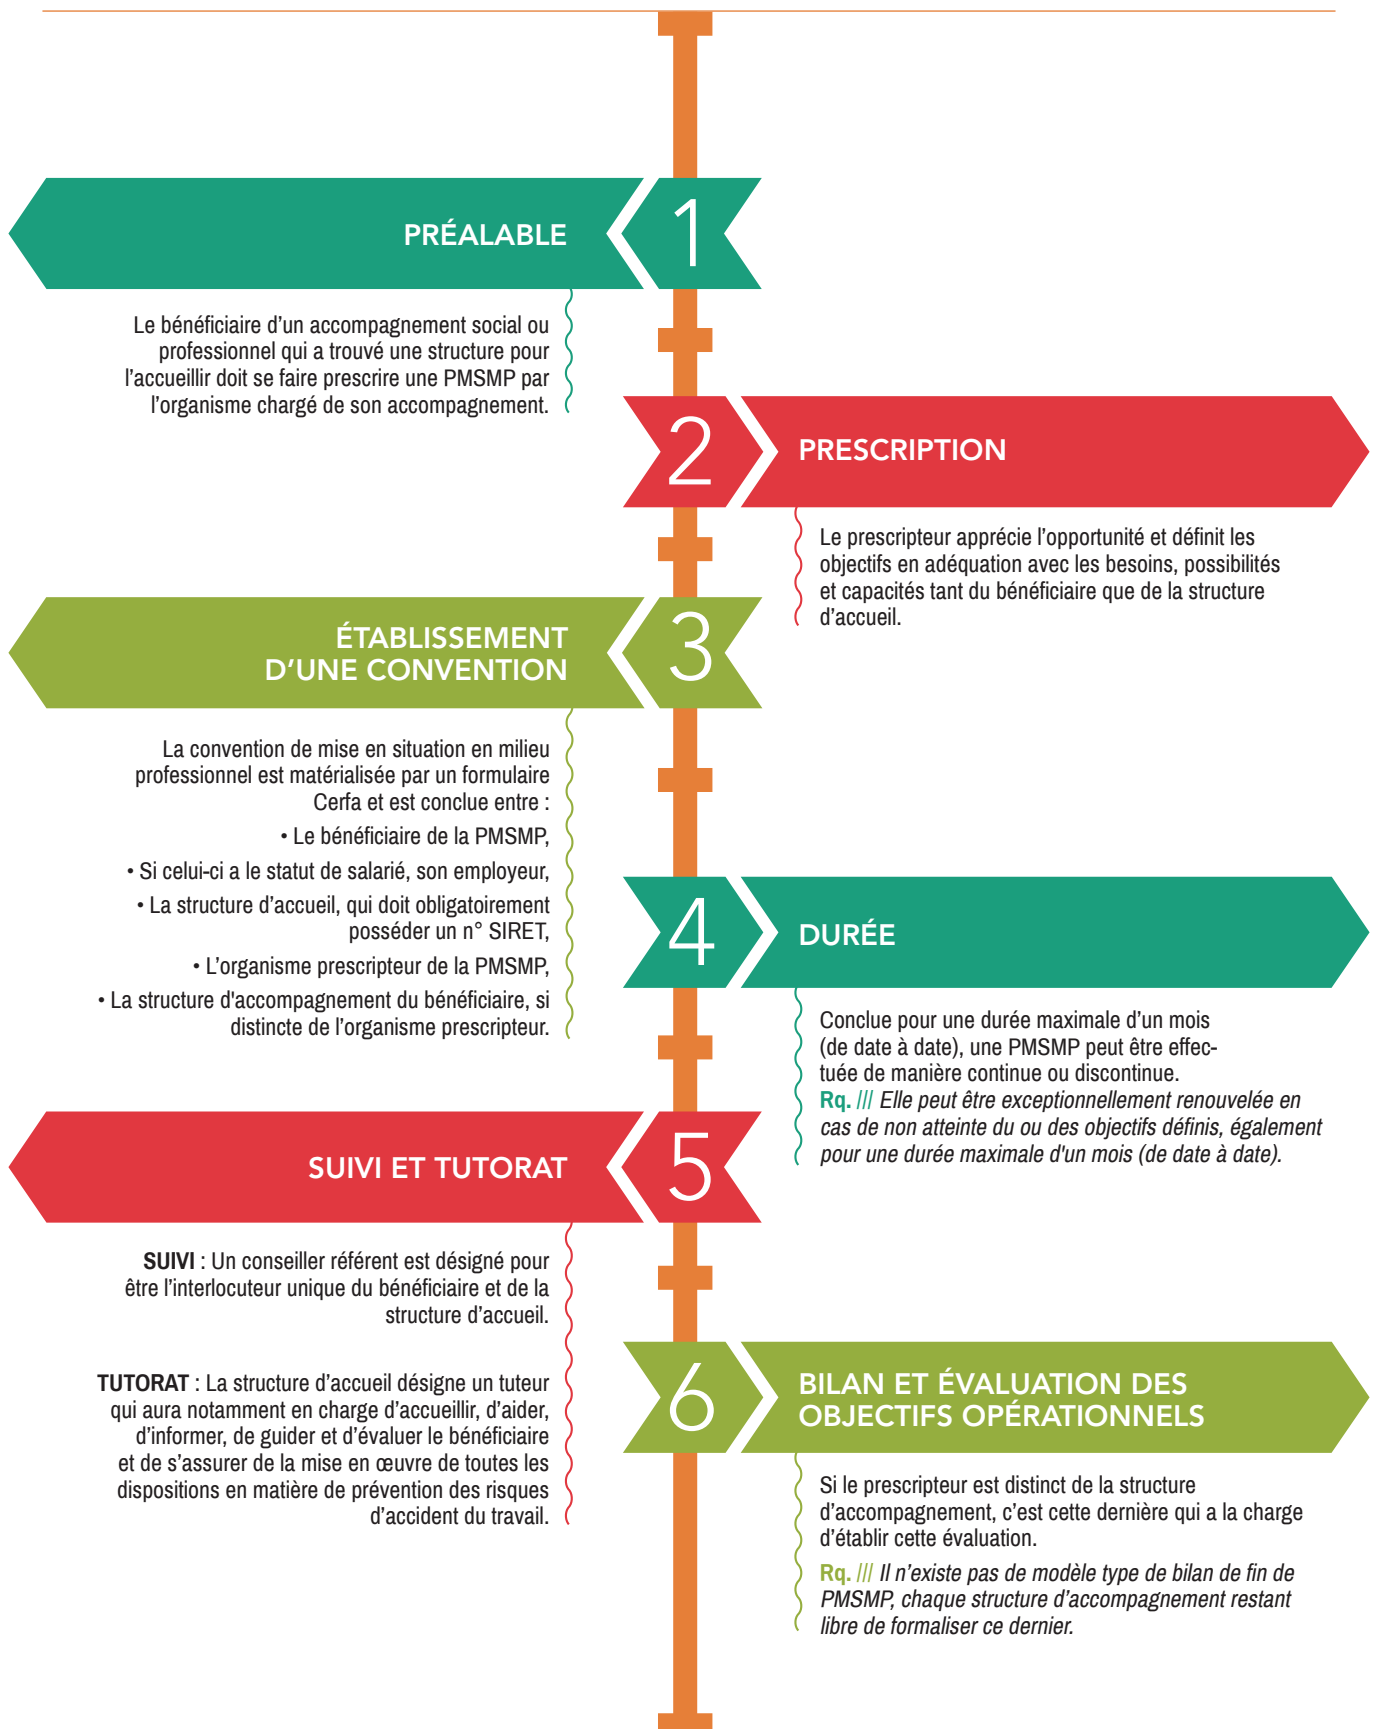 1
PRÉALABLE
Le bénéficiaire d’un accompagnement social ou
professionnel qui a trouvé une structure pour
l’accueillir doit se faire prescrire une PMSMP par
l’organisme chargé de son accompagnement.
2
PRESCRIPTION
Le prescripteur apprécie l’opportunité et définit les
objectifs en adéquation avec les besoins, possibilités
et capacités tant du bénéficiaire que de la structure
d’accueil.
3
ÉTABLISSEMENT
D’UNE CONVENTION
La convention de mise en situation en milieu
professionnel est matérialisée par un formulaire
Cerfa et est conclue entre :
• Le bénéficiaire de la PMSMP,
• Si celui-ci a le statut de salarié, son employeur,
• La structure d’accueil, qui doit obligatoirement
posséder un n° SIRET,
• L’organisme prescripteur de la PMSMP,
• La structure d'accompagnement du bénéficiaire, si
distincte de l’organisme prescripteur.
4
DURÉE
Conclue pour une durée maximale d’un mois
(de date à date), une PMSMP peut être effec-
tuée de manière continue ou discontinue.
Rq. /// Elle peut être exceptionnellement renouvelée en
cas de non atteinte du ou des objectifs définis, également
pour une durée maximale d'un mois (de date à date).
5
SUIVI ET TUTORAT
SUIVI : Un conseiller référent est désigné pour
être l’interlocuteur unique du bénéficiaire et de la
structure d’accueil.
TUTORAT : La structure d’accueil désigne un tuteur
qui aura notamment en charge d’accueillir, d’aider,
d’informer, de guider et d’évaluer le bénéficiaire
et de s’assurer de la mise en œuvre de toutes les
dispositions en matière de prévention des risques
d’accident du travail.
6
BILAN ET ÉVALUATION DES
OBJECTIFS OPÉRATIONNELS
Si le prescripteur est distinct de la structure
d’accompagnement, c’est cette dernière qui a la charge
d’établir cette évaluation.
Rq. /// Il n’existe pas de modèle type de bilan de fin de
PMSMP, chaque structure d’accompagnement restant
libre de formaliser ce dernier.